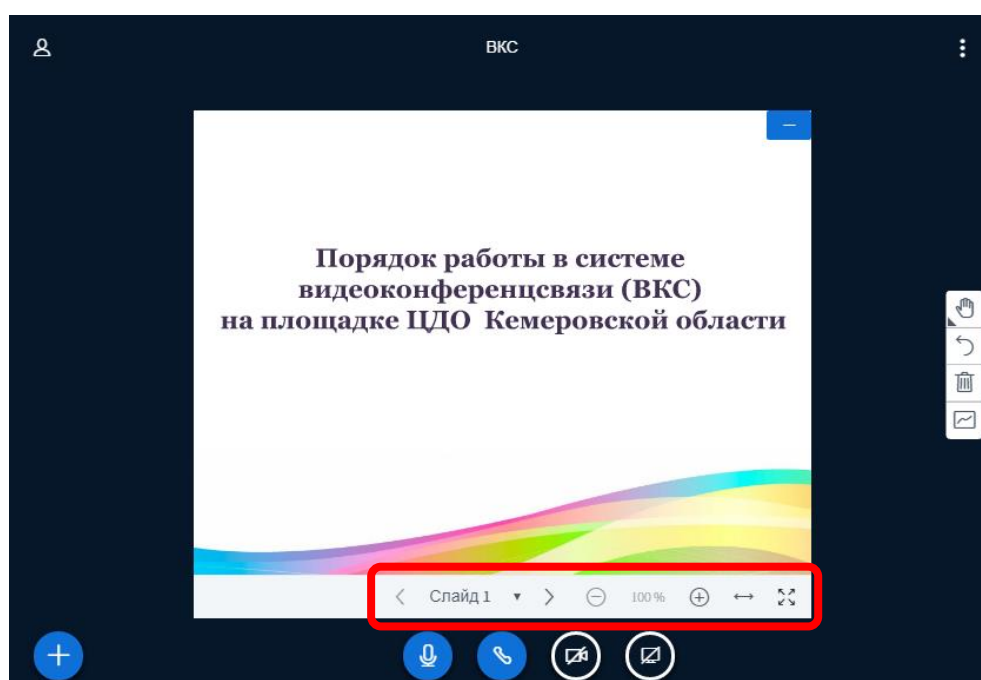 ВКС
Порядок работы в системе
видеоконференцсвязи (ВКС)
на площадке ЦДО Кемеровской области
Слайд 1
100 %